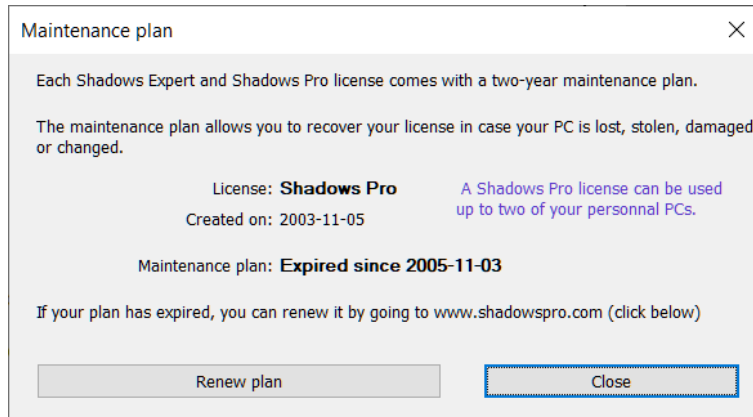 Maintenance plan
Each Shadows Expert and Shadows Pro license comes with a two-year maintenance plan.
The maintenance plan allows you to recover your license in case your PC is lost, stolen, damaged
or changed.
License: Shadows Pro
A Shadows Pro license can be used
up to two of your personnal PCs.
Created on: 2003-11-05
Maintenance plan: Expired since 2005-11-03
If your plan has expired, you can renew it by going to www.shadowspro.com (click below)
Renew plan
Close